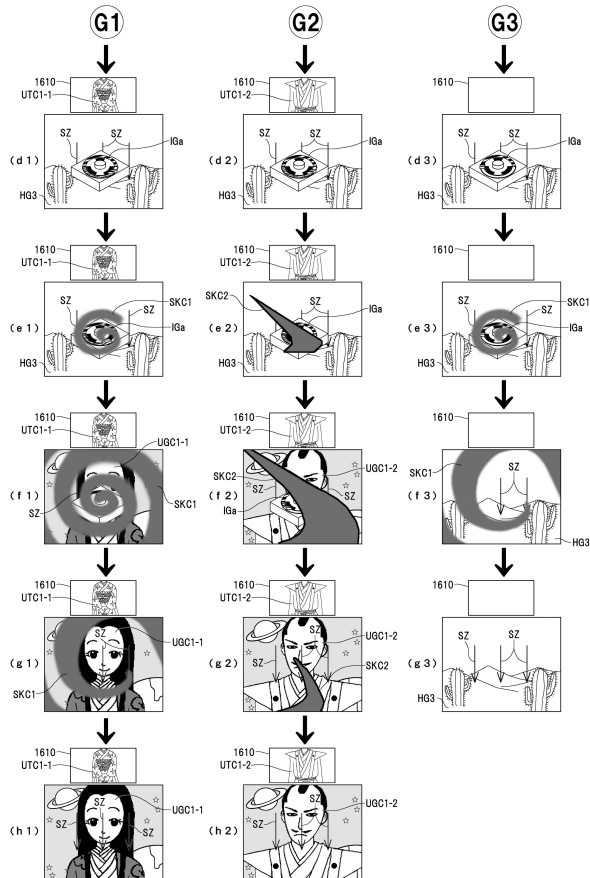 G1 G2 G3
1610 1610 1610
UTC1-1 UTC1-2
SZ SZ SZ SZ SZ SZ
IGa IGa IGa
(d1) (d2) (d3)
HG3 HG3 HG3
1610 1610 1610
UTC1-1 UTC1-2
SKC2
SZ SKC1 SZ SZ SKC1
SZ SZ
IGa IGa IGa
(e1) (e2) (e3)
HG3 HG3 HG3
1610 1610 1610
UTC1-1 UTC1-2
UGC1-1 UGC1-2
SKC2 SKC1 SZ
(f1) SZ SKC1 (f2) SZ SZ (f3)
IGa
HG3
1610 1610 1610
UTC1-1 UTC1-2
SZ UGC1-1 SZ UGC1-2 SZ SZ
(g1) (g2) SZ SKC2 (g3)
SKC1 HG3
1610 1610
UTC1-1 UTC1-2
SZ UGC1-1 SZ UGC1-2
(h1) SZ SZ (h2) SZ